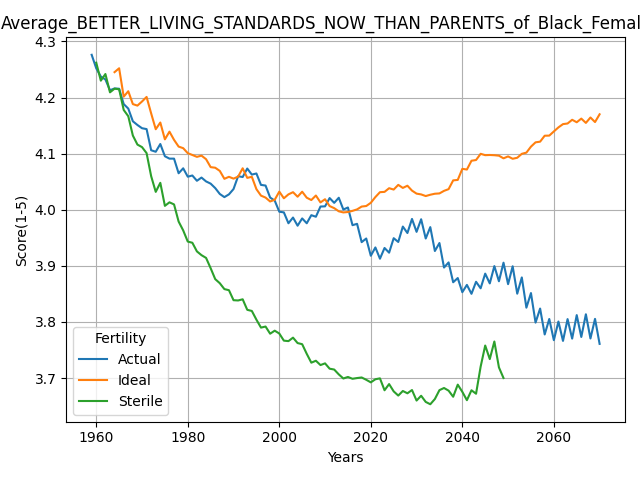 Average_BETTER_LIVING_STANDARDS_NOW_THAN_PARENTS_of_Black_Femal
4.3
4.2
4.1
4.0
3.9
3.8
3.7
Score(1-5)
Fertility
Actual
Ideal
Sterile
1960
1980
2000
2020
2040
2060
Years